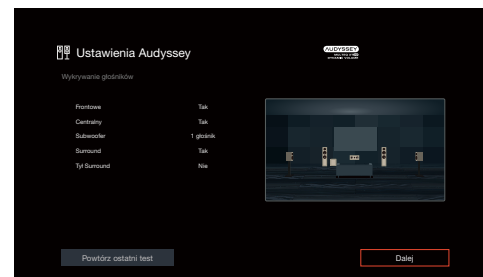 Ustawienia Audyssey
AUDYSSEY
Wykrywanie głośników
Frontowe Tak
Centralny Tak
Subwoofer 1 głośnik
Surround Tak
Tył Surround Nie
Powtórz ostatni test
Dalej